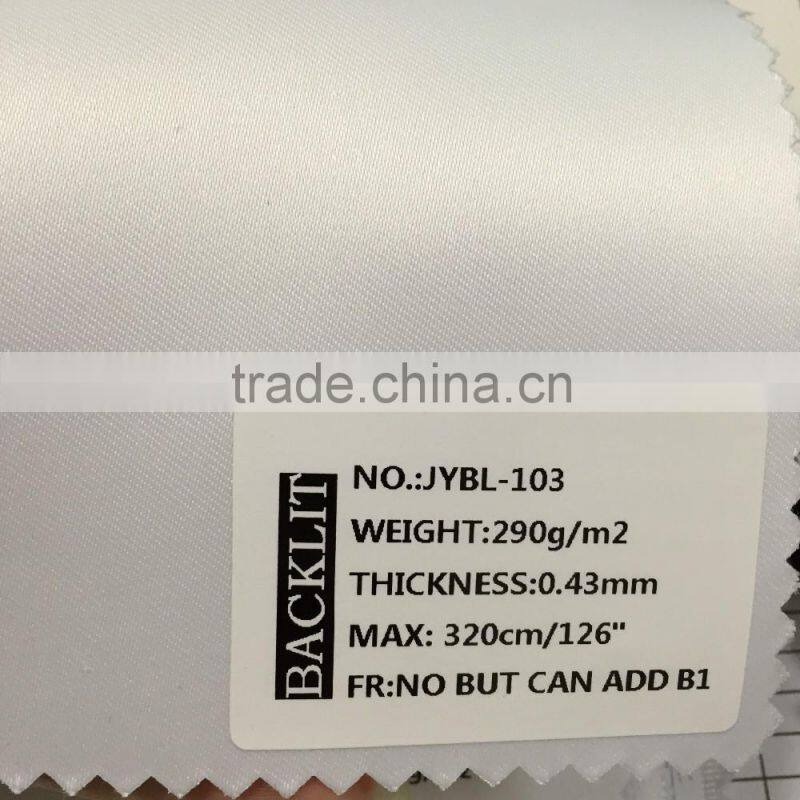 trade.china.cn
BACKLIT
NO.:JYBL-103
WEIGHT:290g/m2
THICKNESS:0.43mm
MAX: 320cm/126"
FR:NO BUT CAN ADD B1